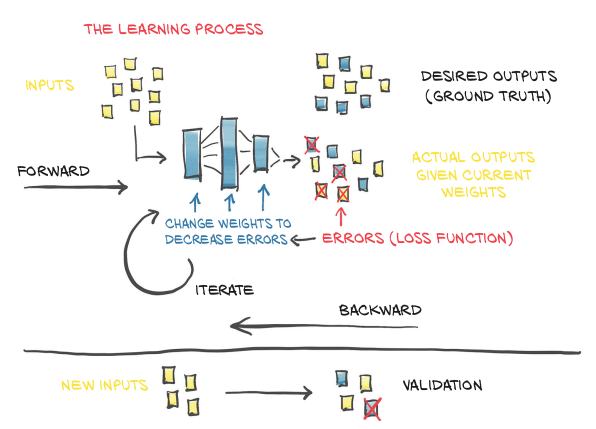 THE LEARNING PROCESS
INPUTS
DESIRED OUTPUTS
(GROUND TRUTH)
FORWARD
ACTUAL OUTPUTS
GIVEN CURRENT
WEIGHTS
CHANGE WEIGHTS TO
DECREASE ERRORS
ERRORS (LOSS FUNCTION)
ITERATE
BACKWARD
NEW INPUTS
VALIDATION